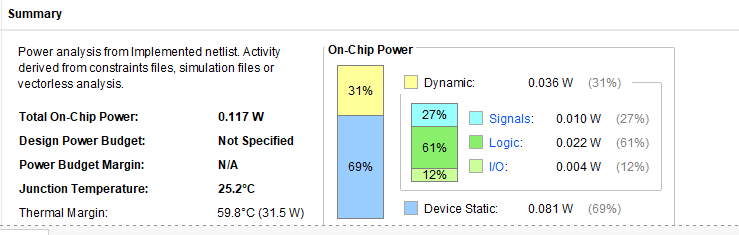 Summary
Power analysis from Implemented netlist. Activity
derived from constraints files, simulation files or
vectorless analysis.
Total On-Chip Power: 0.117 W
Design Power Budget: Not Specified
Power Budget Margin: N/A
Junction Temperature: 25.2°C
Thermal Margin: 59.8°C (31.5 W)
On-Chip Power
31%
69%
Dynamic: 0.036 W (31%)
27%
61%
12%
Signals: 0.010 W (27%)
Logic: 0.022 W (61%)
I/O: 0.004 W (12%)
Device Static: 0.081 W (69%)